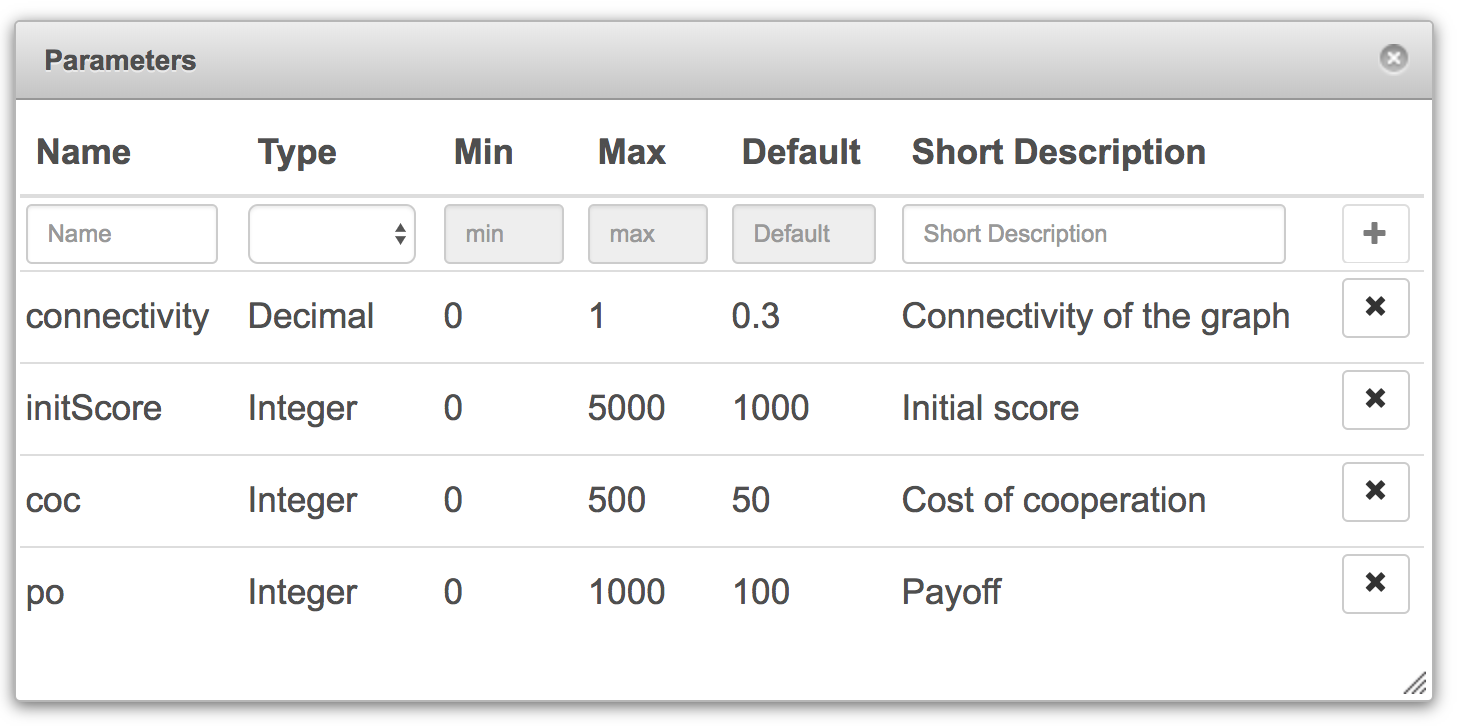 Parameters
Name Type Min Max Default Short Description
Name min max Default Short Description
connectivity Decimal 0 1 0.3 Connectivity of the graph
initScore Integer 0 5000 1000 Initial score
coc Integer 0 500 50 Cost of cooperation
po Integer 0 1000 100 Payoff